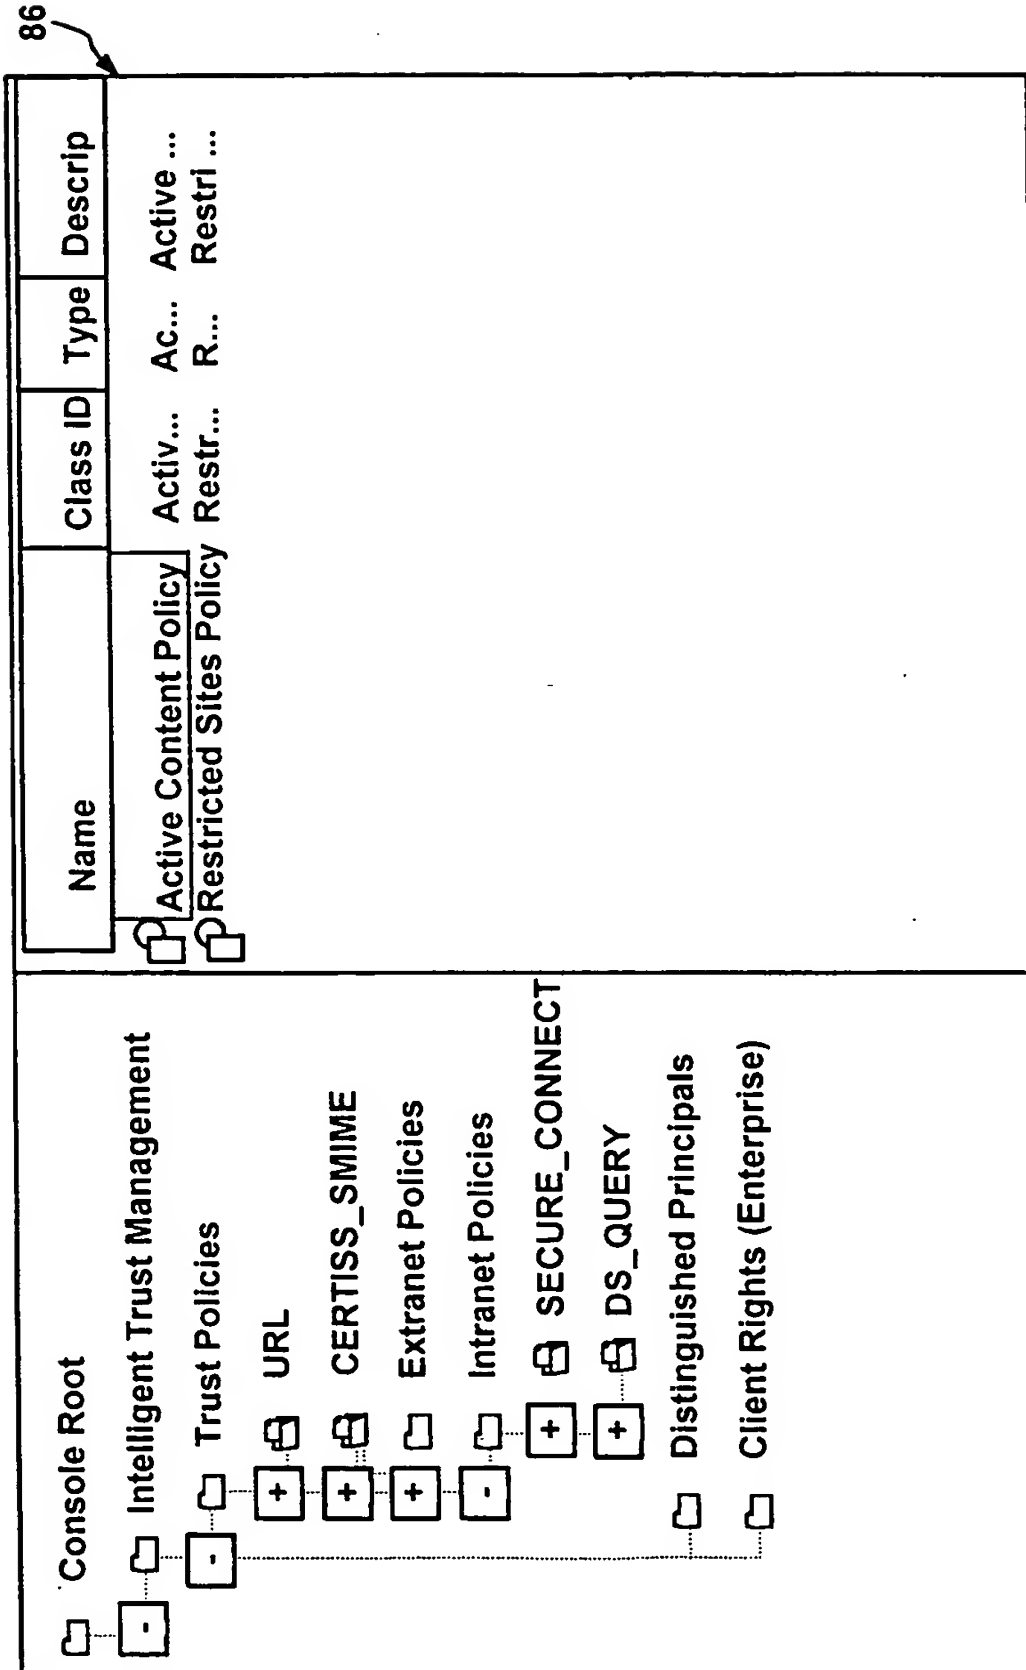 86
Console Root
- Intelligent Trust Management
- Trust Policies
+ URL
+ CERTISS_SMIME
+ Extranet Policies
- Intranet Policies
+ SECURE_CONNECT
+ DS_QUERY
Distinguished Principals
Client Rights (Enterprise)
Name Class ID Type Descrip
Active Content Policy Activ... Ac... Active ...
Restricted Sites Policy Restr... R... Restri ...